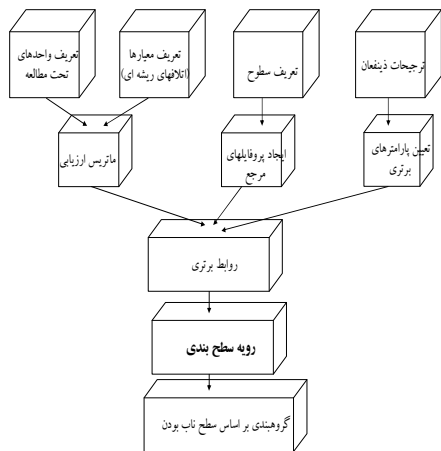 ترجیحات ذینفعان
تعریف سطوح
تعریف معیارها
(اتلافهای ریشه ای)
تعریف واحدهای
تحت مطالعه
تعیین پارامترهای
برتری
ایجاد پروفایلهای
مرجع
ماتریس ارزیابی
روابط برتری
رویه سطح بندی
گروهبندی بر اساس سطح ناب بودن